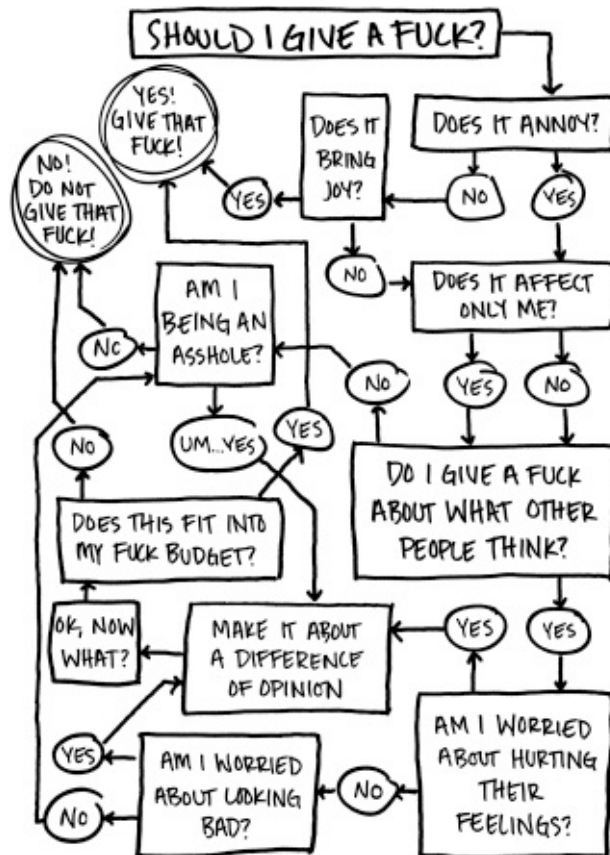 SHOULD I GIVE A FUCK?
YES!
GIVE THAT
FUCK!
NO!
DO NOT
GIVE THAT
FUCK!
DOES IT
BRING
JOY?
DOES IT ANNOY?
YES
NO
YES
NO
DOES IT AFFECT
ONLY ME?
AM I
BEING AN
ASSHOLE?
NO
NO
YES
NO
NO
UM...YES
YES
DO I GIVE A FUCK
ABOUT WHAT OTHER
PEOPLE THINK?
DOES THIS FIT INTO
MY FUCK BUDGET?
OK, NOW
WHAT?
MAKE IT ABOUT
A DIFFERENCE
OF OPINION
YES
YES
AM I WORRIED
ABOUT HURTING
THEIR
FEELINGS?
YES
AM I WORRIED
ABOUT LOOKING
BAD?
NO
NO